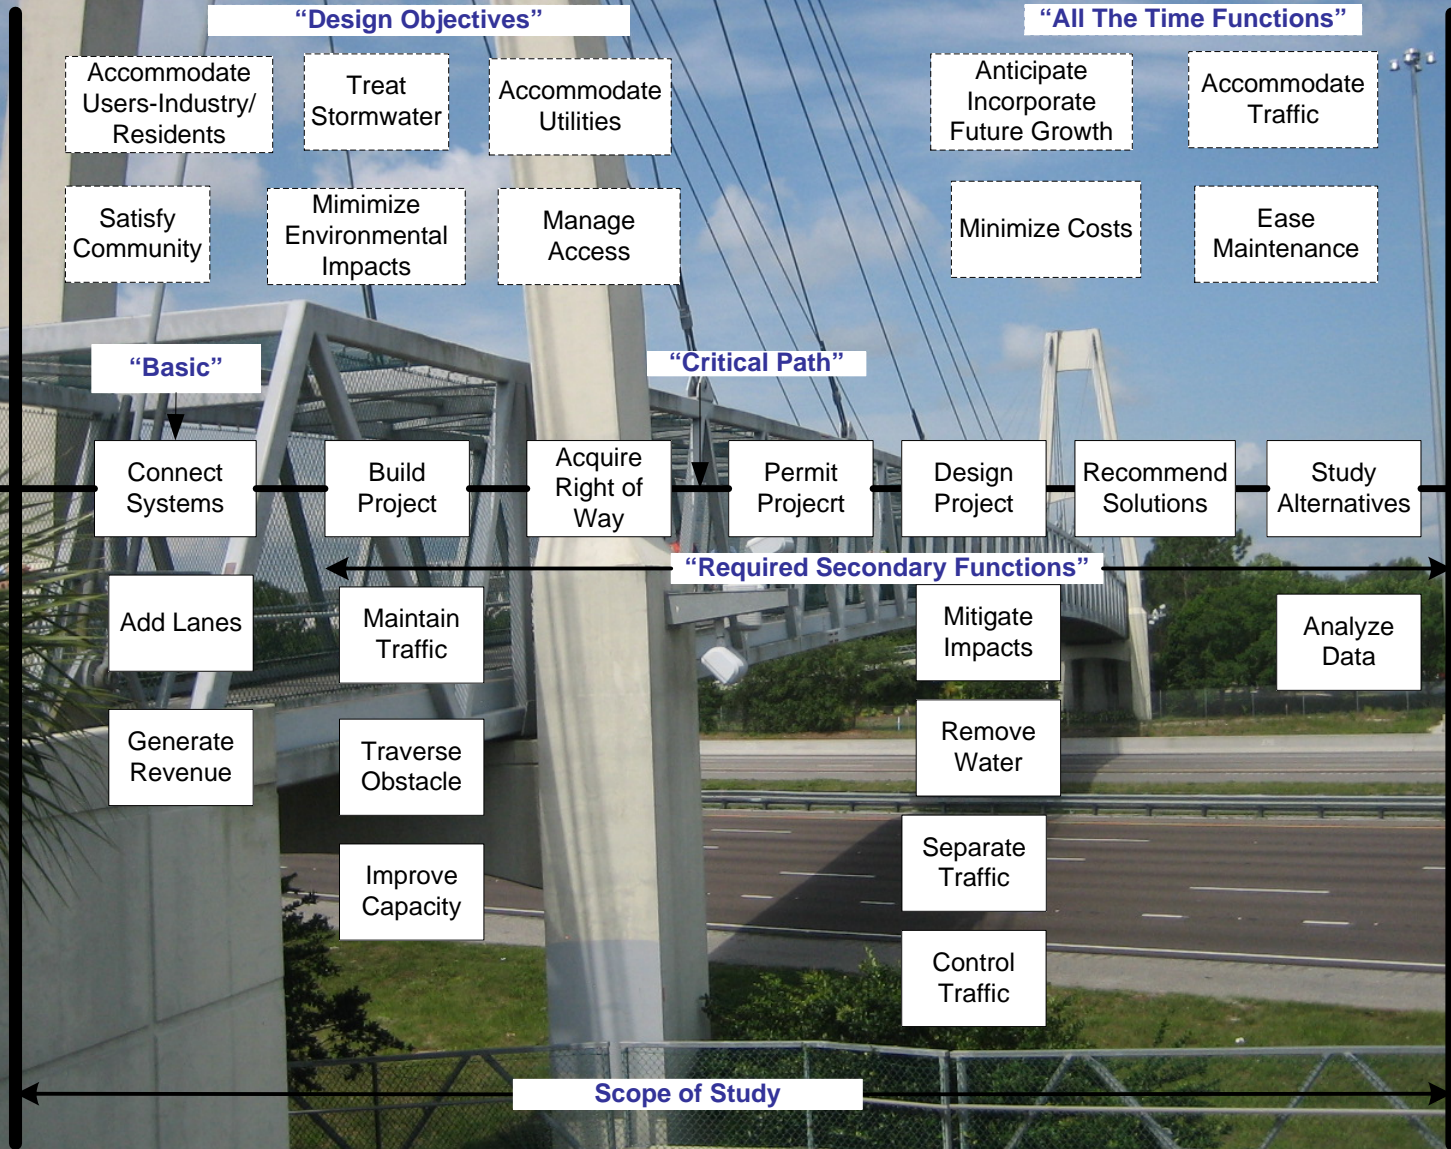 “Design Objectives”
“All The Time Functions”
Accommodate
Users-Industry/
Residents
Treat
Stormwater
Accommodate
Utilities
Anticipate
Incorporate
Future Growth
Accommodate
Traffic
Satisfy
Community
Mimimize
Environmental
Impacts
Manage
Access
Minimize Costs
Ease
Maintenance
“Basic”
“Critical Path”
Connect
Systems
Build
Project
Acquire
Right of
Way
Permit
Projecrt
Design
Project
Recommend
Solutions
Study
Alternatives
“Required Secondary Functions”
Add Lanes
Maintain
Traffic
Mitigate
Impacts
Analyze
Data
Generate
Revenue
Traverse
Obstacle
Remove
Water
Improve
Capacity
Separate
Traffic
Control
Traffic
Scope of Study